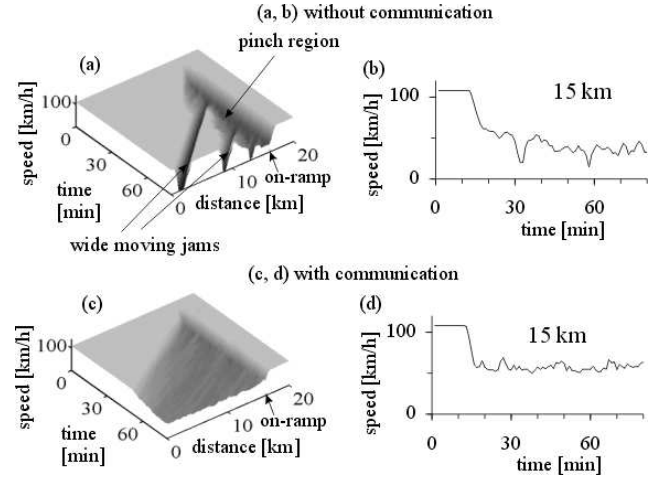 (a, b) without communication
pinch region
(a)
speed [km/h]
100
0
30
60
time
[min]
0
10
20
distance [km]
on-ramp
wide moving jams
(b)
15 km
speed [km/h]
100
0
0
30
60
time [min]
(c, d) with communication
(c)
speed [km/h]
100
0
30
60
time
[min]
0
10
20
distance
[km]
on-ramp
(d)
15 km
speed [km/h]
100
0
0
30
60
time [min]